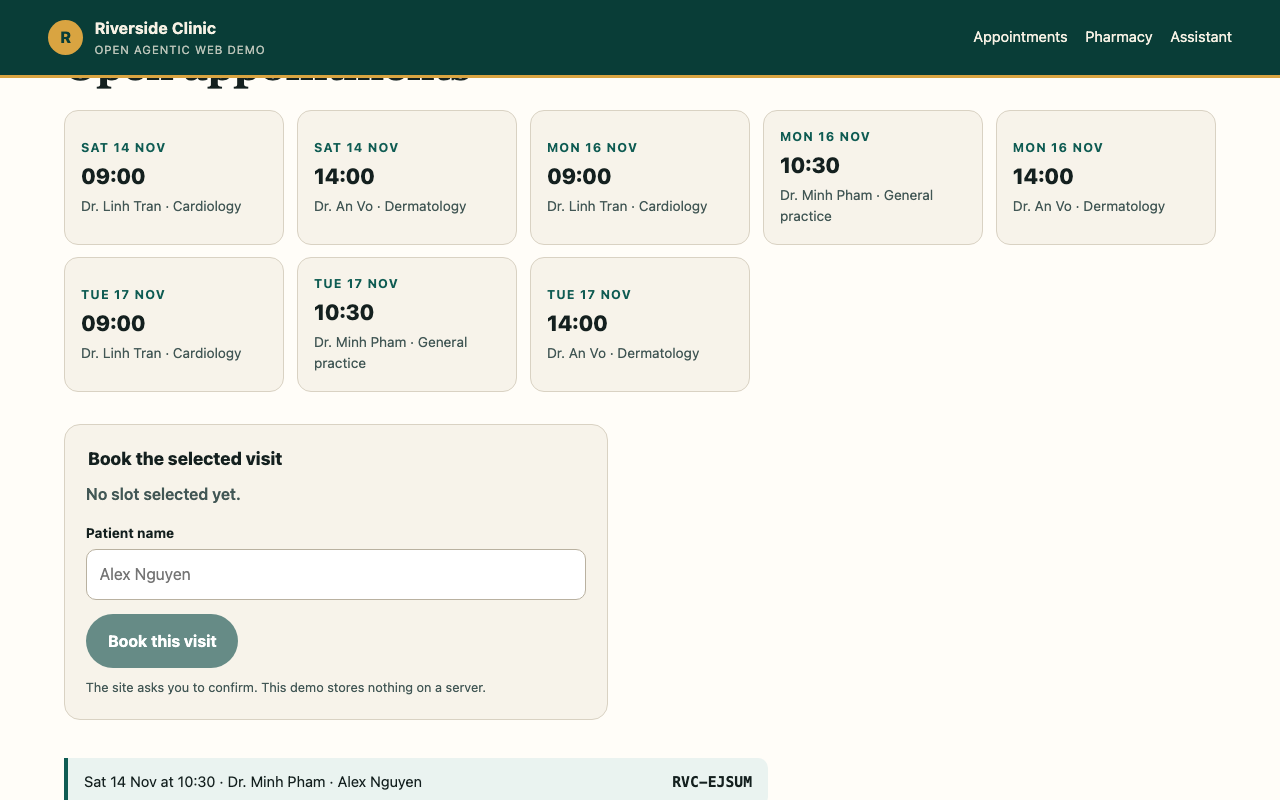 R
Riverside Clinic
OPEN AGENTIC WEB DEMO
Appointments
Pharmacy
Assistant
Open appointments
SAT 14 NOV
09:00
Dr. Linh Tran · Cardiology
SAT 14 NOV
14:00
Dr. An Vo · Dermatology
MON 16 NOV
09:00
Dr. Linh Tran · Cardiology
MON 16 NOV
10:30
Dr. Minh Pham · General
practice
MON 16 NOV
14:00
Dr. An Vo · Dermatology
TUE 17 NOV
09:00
Dr. Linh Tran · Cardiology
TUE 17 NOV
10:30
Dr. Minh Pham · General
practice
TUE 17 NOV
14:00
Dr. An Vo · Dermatology
Book the selected visit
No slot selected yet.
Patient name
Alex Nguyen
Book this visit
The site asks you to confirm. This demo stores nothing on a server.
Sat 14 Nov at 10:30 · Dr. Minh Pham · Alex Nguyen
RVC-EJSUM